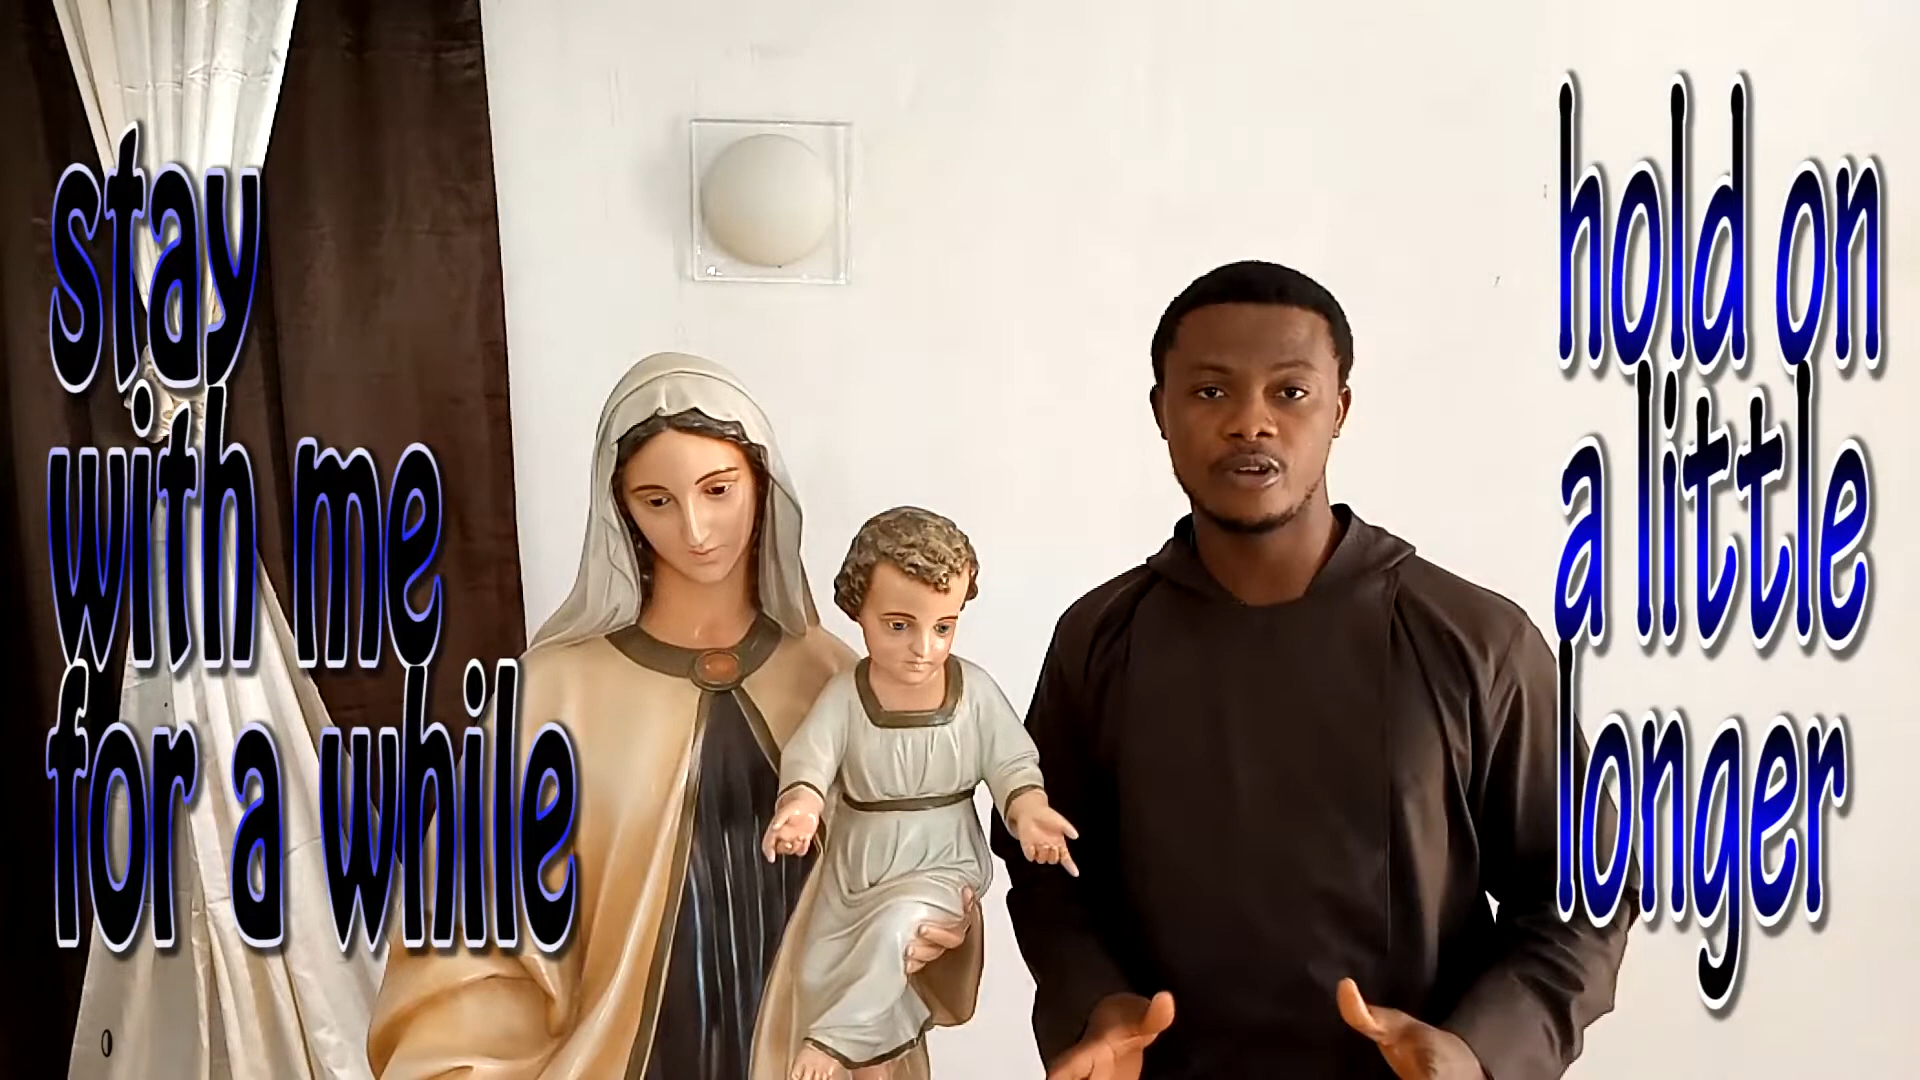 stay
with me
for a while
hold on
a little
longer